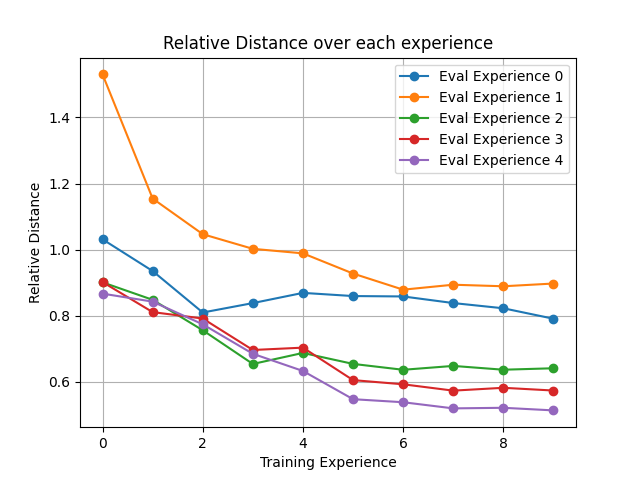 Relative Distance over each experience
Eval Experience 0
Eval Experience 1
Eval Experience 2
Eval Experience 3
Eval Experience 4
1.4
1.2
1.0
0.8
0.6
Relative Distance
0 2 4 6 8
Training Experience